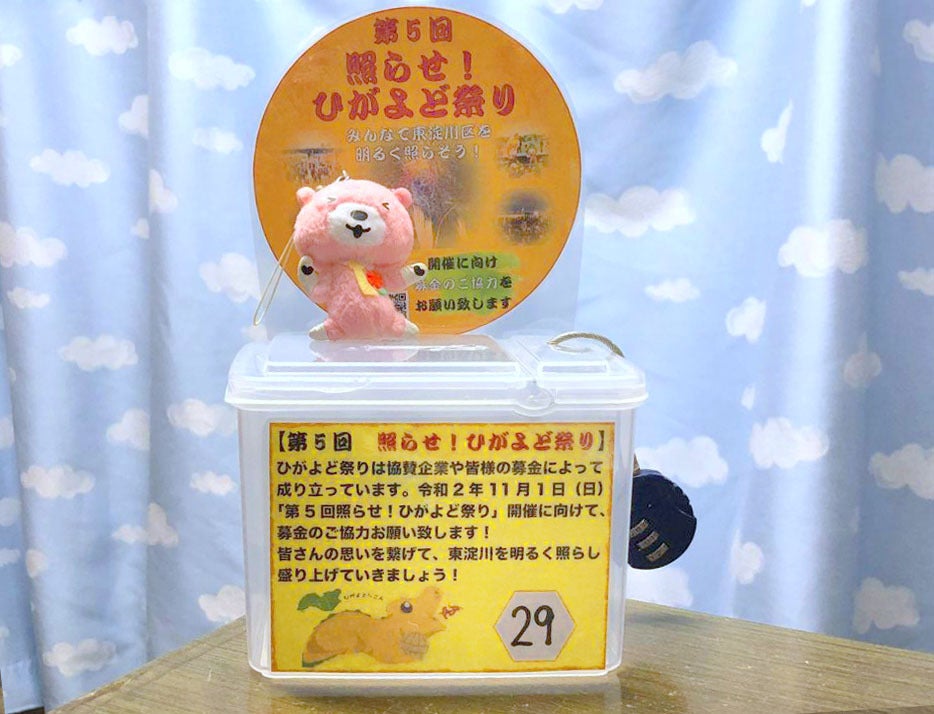 第5回
照らせ!
ひがよど祭り
みんなで東淀川区を
明るく照らそう!
開催に向け
募金のご協力を
お願い致します
【第5回 照らせ!ひがよど祭り】
ひがよど祭りは協賛企業や皆様の募金によって
成り立っています。令和2年11月1日(日)
「第5回照らせ!ひがよど祭り」開催に向けて、
募金のご協力お願い致します!
皆さんの思いを繋げて、東淀川を明るく照らし
盛り上げていきましょう!
29